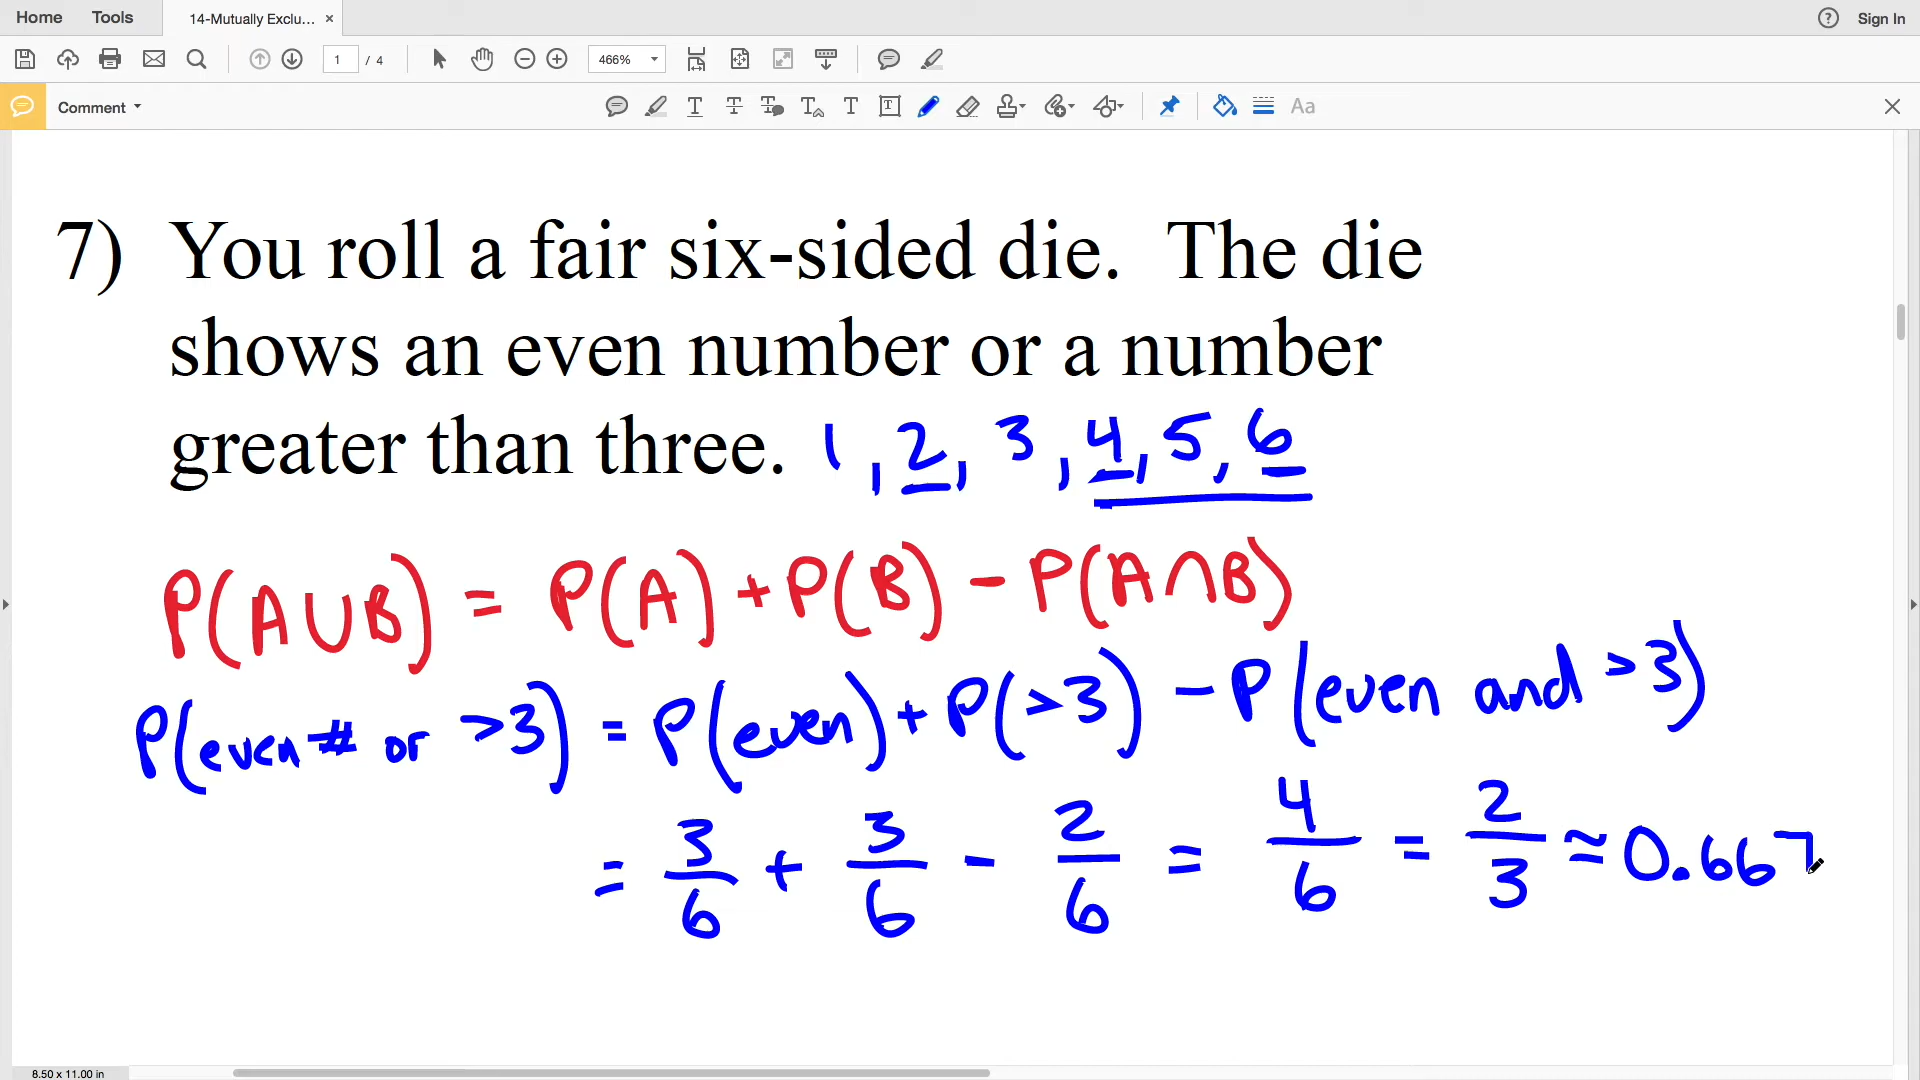 Home Tools 14-Mutually Exclu... × ? Sign In
1 / 4 466%
Comment T T T T T T Aa
7) You roll a fair six-sided die. The die
shows an even number or a number
greater than three. 1, 2, 3, 4, 5, 6
P(A∪B) = P(A) + P(B) - P(A∩B)
P(even # or >3) = P(even) + P(>3) - P(even and >3)
= 3/6 + 3/6 - 2/6 = 4/6 = 2/3 ≈ 0.667
8.50 x 11.00 in